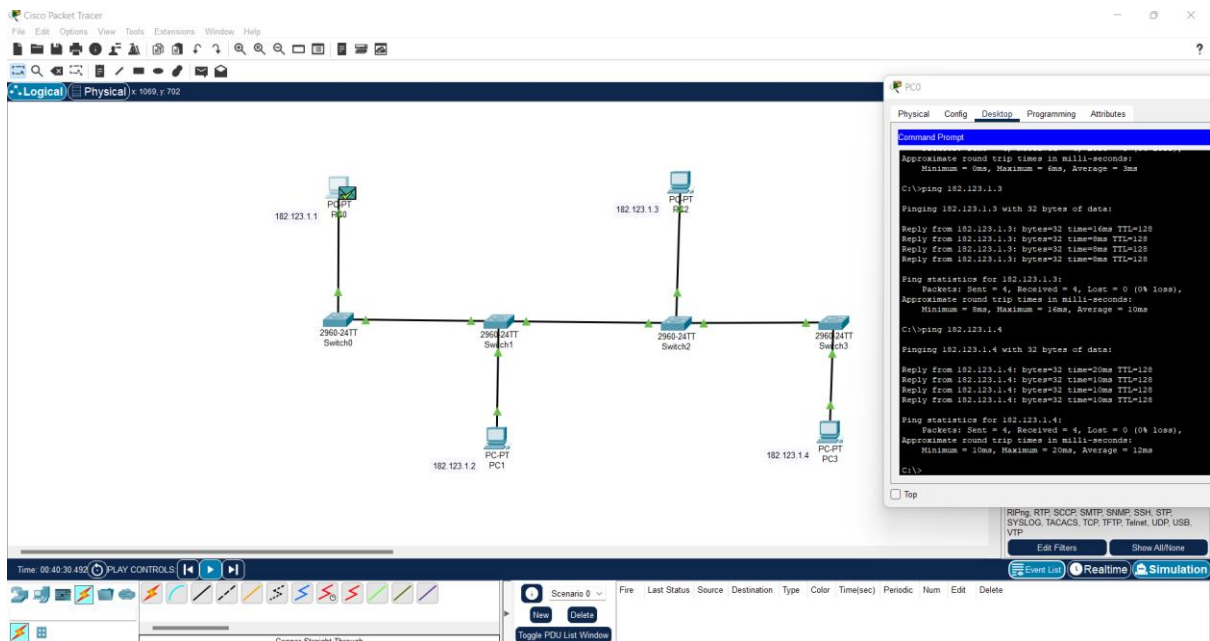 Cisco Packet Tracer
File Edit Options View Tools Extensions Window Help
?
Logical Physical x: 1069, y: 702
PC-PT
PC0
182.123.1.1
PC-PT
PC2
182.123.1.3
2960-24TT
Switch0
2960-24TT
Switch1
2960-24TT
Switch2
2960-24TT
Switch3
PC-PT
PC1
182.123.1.2
PC-PT
PC3
182.123.1.4
PC0
Physical Config Desktop Programming Attributes
Command Prompt
Approximate round trip times in milli-seconds:
Minimum = 0ms, Maximum = 6ms, Average = 3ms
C:\>ping 182.123.1.3
Pinging 182.123.1.3 with 32 bytes of data:
Reply from 182.123.1.3: bytes=32 time=16ms TTL=128
Reply from 182.123.1.3: bytes=32 time=8ms TTL=128
Reply from 182.123.1.3: bytes=32 time=8ms TTL=128
Reply from 182.123.1.3: bytes=32 time=8ms TTL=128
Ping statistics for 182.123.1.3:
Packets: Sent = 4, Received = 4, Lost = 0 (0% loss),
Approximate round trip times in milli-seconds:
Minimum = 8ms, Maximum = 16ms, Average = 10ms
C:\>ping 182.123.1.4
Pinging 182.123.1.4 with 32 bytes of data:
Reply from 182.123.1.4: bytes=32 time=20ms TTL=128
Reply from 182.123.1.4: bytes=32 time=10ms TTL=128
Reply from 182.123.1.4: bytes=32 time=10ms TTL=128
Reply from 182.123.1.4: bytes=32 time=10ms TTL=128
Ping statistics for 182.123.1.4:
Packets: Sent = 4, Received = 4, Lost = 0 (0% loss),
Approximate round trip times in milli-seconds:
Minimum = 10ms, Maximum = 20ms, Average = 12ms
C:\>
Top
RIPng, RTP, SCCP, SMTP, SNMP, SSH, STP,
SYSLOG, TACACS, TCP, TFTP, Telnet, UDP, USB,
VTP
Edit Filters Show All/None
Time: 00:40:30.492 PLAY CONTROLS: Event List Realtime Simulation
Scenario 0 Fire Last Status Source Destination Type Color Time(sec) Periodic Num Edit Delete
New Delete
Toggle PDU List Window
Copper Straight-Through